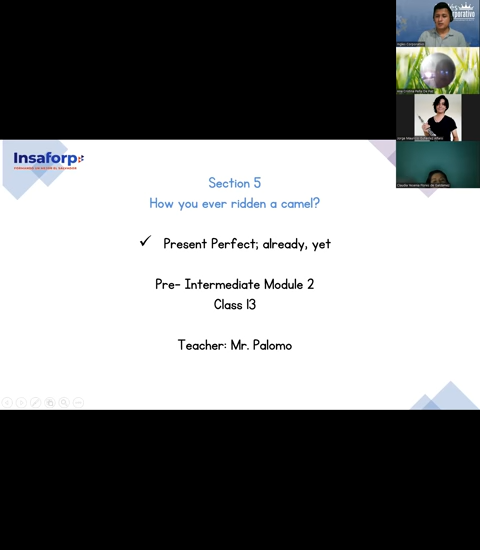 Insaforp
Section 5
How you ever ridden a camel?
✓ Present Perfect; already, yet
Pre- Intermediate Module 2
Class 13
Teacher: Mr. Palomo